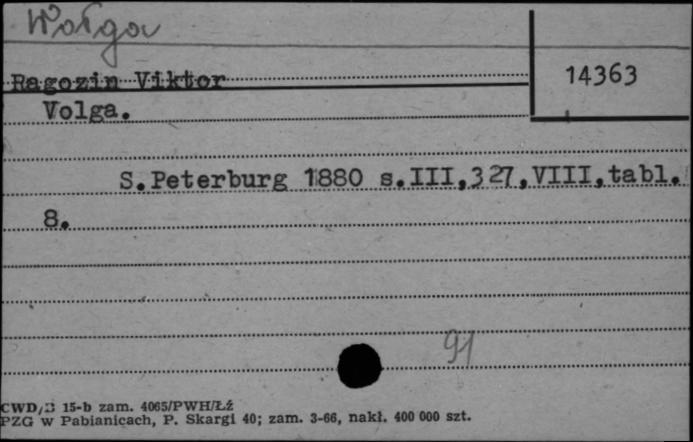 Wołga
Ragozin Viktor
14363
Volga.
S.Peterburg 1880 s.III,327,VIII,tabl.
8.
91
CWD/B 15-b zam. 4065/PWH/Łź
PZG w Pabianicach, P. Skargi 40; zam. 3-66, nakł. 400 000 szt.